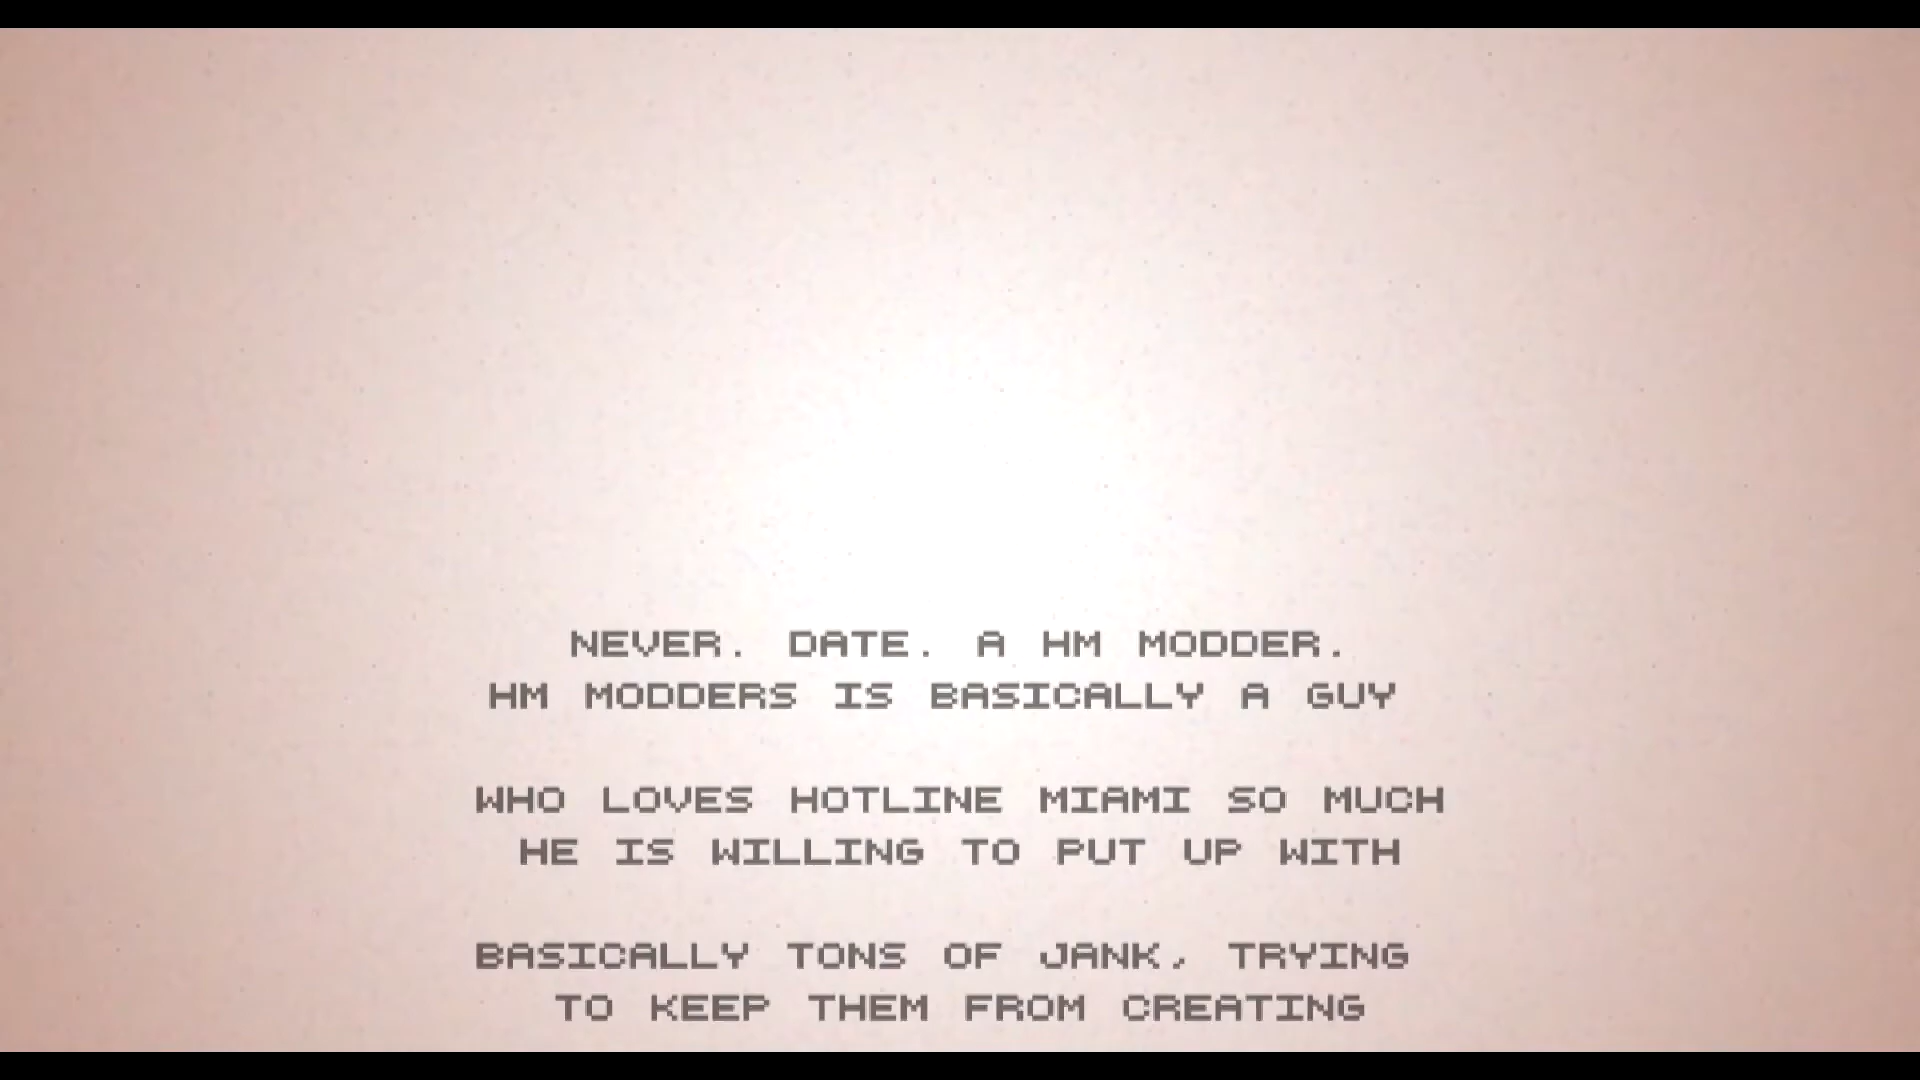 NEVER. DATE. A HM MODDER.
HM MODDERS IS BASICALLY A GUY
WHO LOVES HOTLINE MIAMI SO MUCH
HE IS WILLING TO PUT UP WITH
BASICALLY TONS OF JANK, TRYING
TO KEEP THEM FROM CREATING